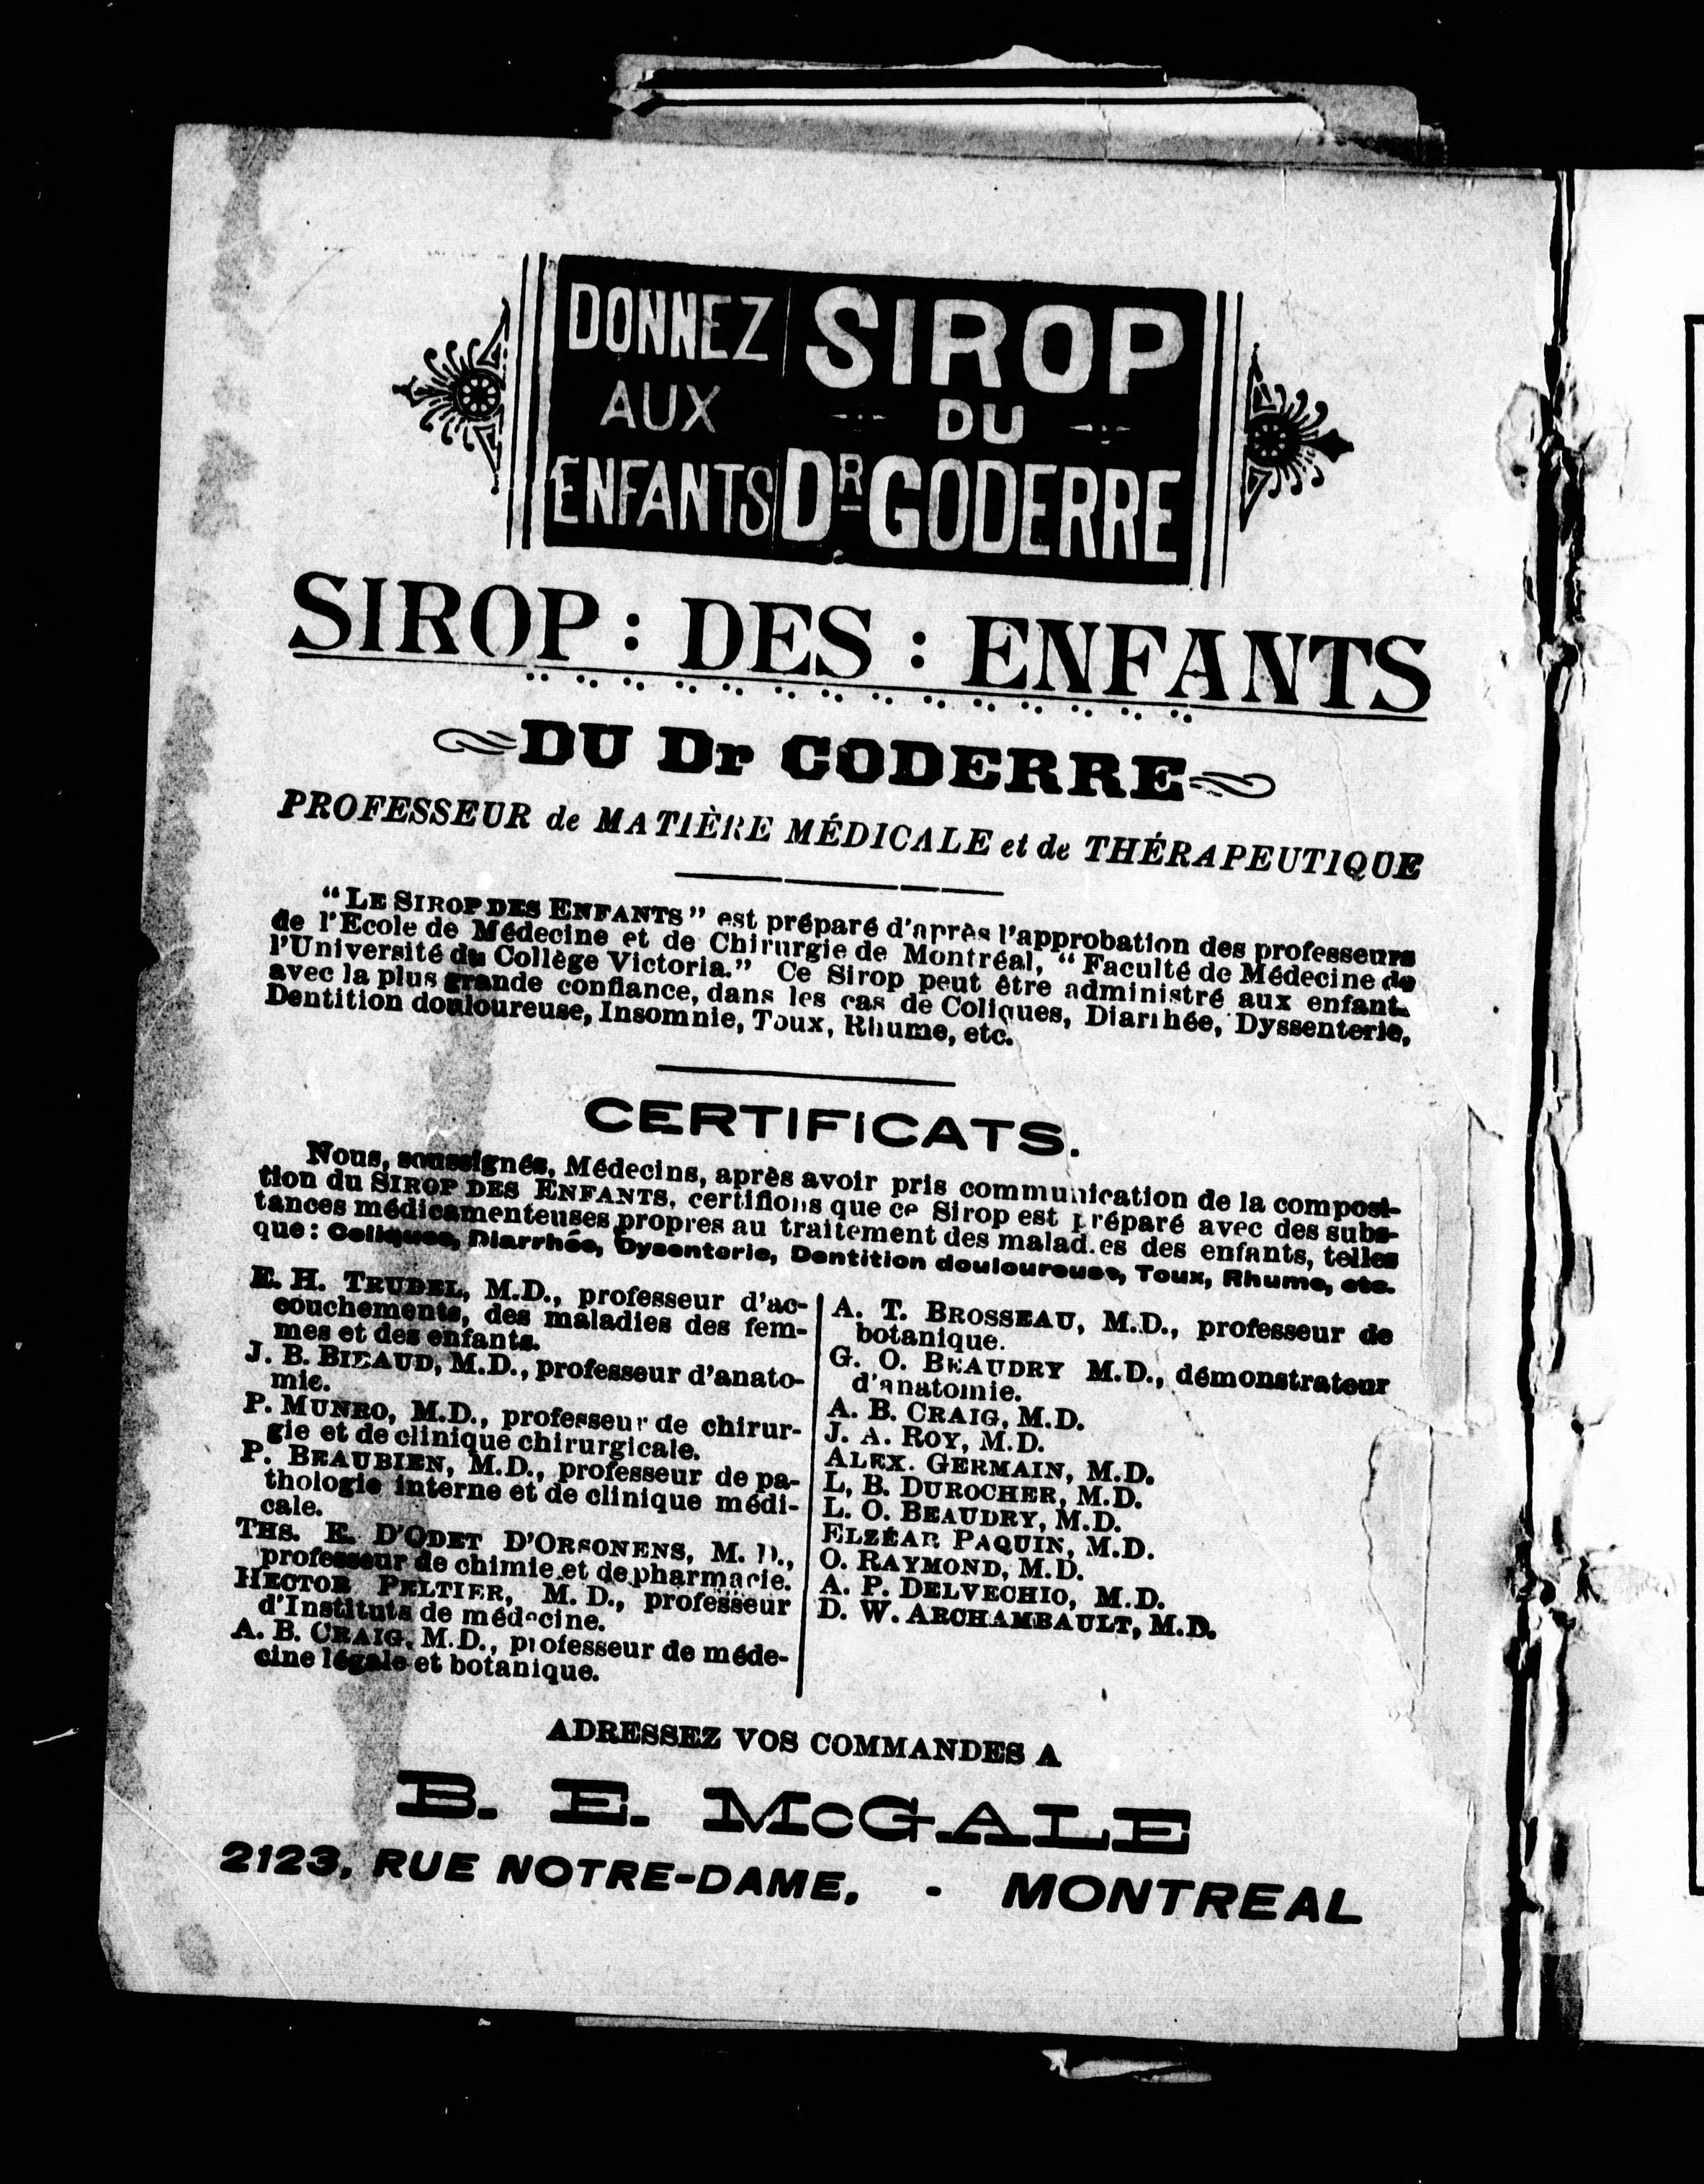 DONNEZ
AUX
ENFANTS
SIROP
DU
DR GODERRE
SIROP : DES : ENFANTS
DU Dr CODERRE
PROFESSEUR de MATIÈRE MÉDICALE et de THÉRAPEUTIQUE
"LE SIROP DES ENFANTS" est préparé d'après l'approbation des professeurs
de l'Ecole de Médecine et de Chirurgie de Montréal, "Faculté de Médecine de
l'Université du Collège Victoria." Ce Sirop peut être administré aux enfant
avec la plus grande confiance, dans les cas de Coliques, Diarrhée, Dyssenterie,
Dentition douloureuse, Insomnie, Toux, Rhume, etc.
CERTIFICATS.
Nous, soussignés, Médecins, après avoir pris communication de la composi-
tion du SIROP DES ENFANTS, certifions que ce Sirop est préparé avec des subs-
tances médicamenteuses propres au traitement des maladies des enfants, telles
que: Coliques, Diarrhée, Dysenterie, Dentition douloureuse, Toux, Rhume, etc.
E. H. TRUDEL, M.D., professeur d'ac-
couchements, des maladies des fem-
mes et des enfants.
J. B. BIBAUD, M.D., professeur d'anato-
mie.
P. MUNRO, M.D., professeur de chirur-
gie et de clinique chirurgicale.
P. BEAUBIEN, M.D., professeur de pa-
thologie interne et de clinique médi-
cale.
THS. E. D'ODET D'ORSONENS, M. D.,
professeur de chimie et de pharmacie.
HECTOR PELTIER, M. D., professeur
d'Instituts de médecine.
A. B. CRAIG, M.D., professeur de méde-
cine légale et botanique.
A. T. BROSSEAU, M.D., professeur de
botanique.
G. O. BEAUDRY M.D., démonstrateur
d'anatomie.
A. B. CRAIG, M.D.
J. A. ROY, M.D.
ALEX. GERMAIN, M.D.
L, B. DUROCHER, M.D.
L. O. BEAUDRY, M.D.
ELZÉAR PAQUIN, M.D.
O. RAYMOND, M.D.
A. P. DELVECHIO, M.D.
D. W. ARCHAMBAULT, M.D.
ADRESSEZ VOS COMMANDES A
B. E. McGALE
2123, RUE NOTRE-DAME, - MONTREAL